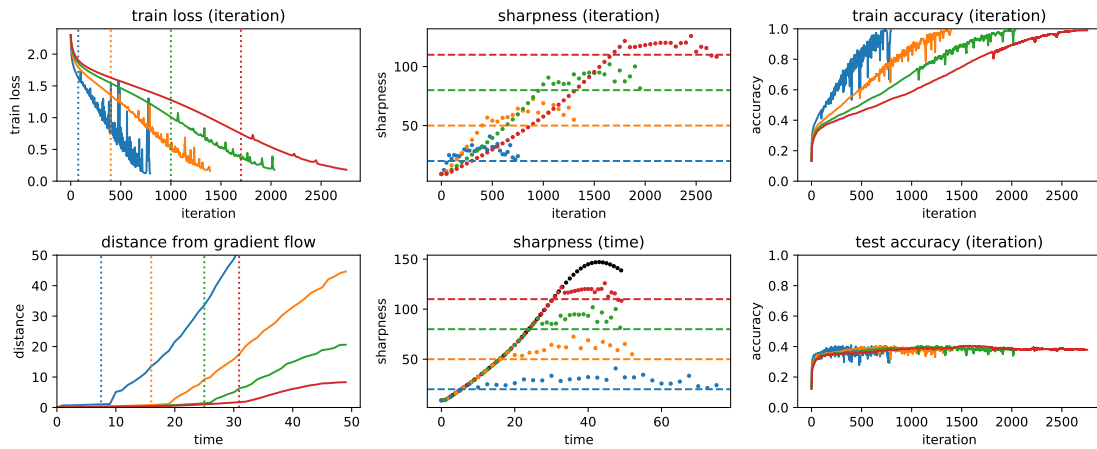 train loss (iteration)
train loss
2.0
1.5
1.0
0.5
0.0
0 500 1000 1500 2000 2500
iteration
sharpness (iteration)
sharpness
100
50
0 500 1000 1500 2000 2500
iteration
train accuracy (iteration)
accuracy
1.0
0.8
0.6
0.4
0.2
0.0
0 500 1000 1500 2000 2500
iteration
distance from gradient flow
distance
50
40
30
20
10
0
0 10 20 30 40 50
time
sharpness (time)
sharpness
150
100
50
0 20 40 60
time
test accuracy (iteration)
accuracy
1.0
0.8
0.6
0.4
0.2
0.0
0 500 1000 1500 2000 2500
iteration